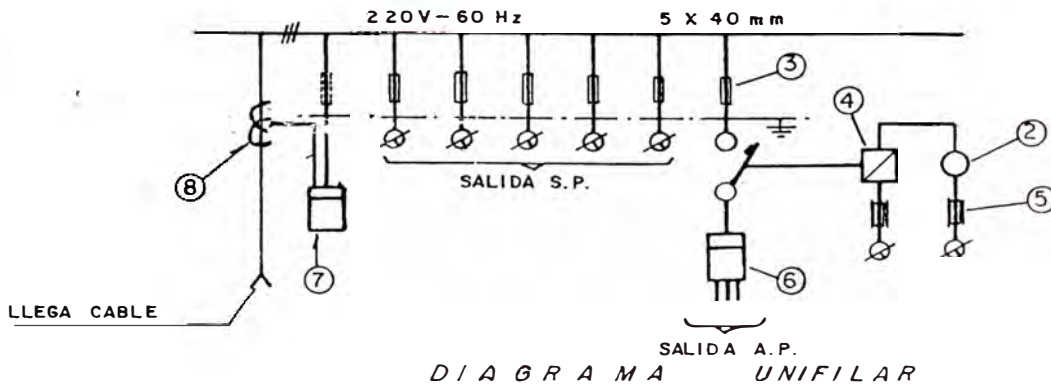 220V-60 Hz 5 X 40 mm
3
4
2
8
SALIDA S.P.
5
7
6
LLEGA CABLE
SALIDA A.P.
DIAGRAMA UNIFILAR